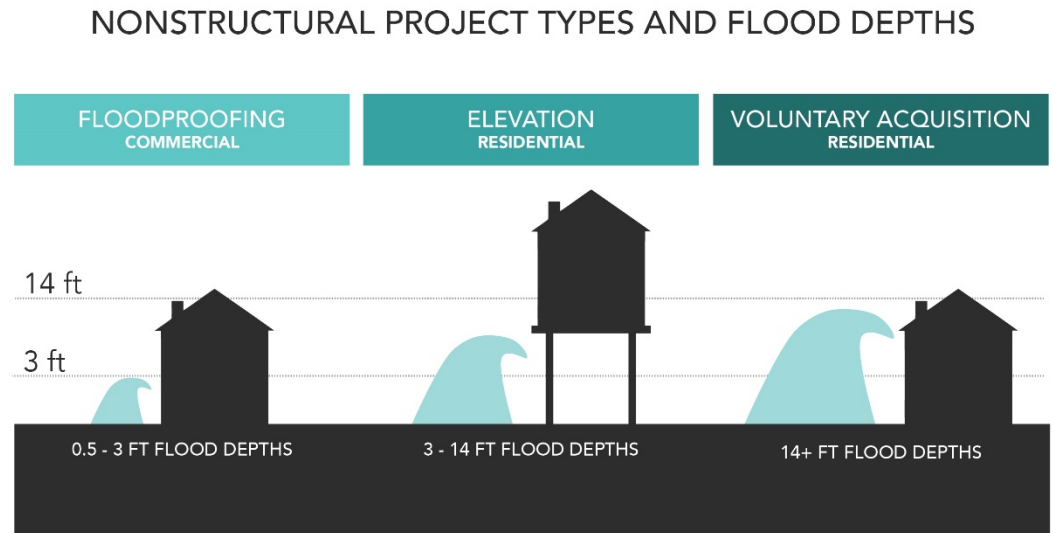 NONSTRUCTURAL PROJECT TYPES AND FLOOD DEPTHS
FLOODPROOFING
COMMERCIAL
ELEVATION
RESIDENTIAL
VOLUNTARY ACQUISITION
RESIDENTIAL
14 ft
3 ft
0.5 - 3 FT FLOOD DEPTHS
3 - 14 FT FLOOD DEPTHS
14+ FT FLOOD DEPTHS